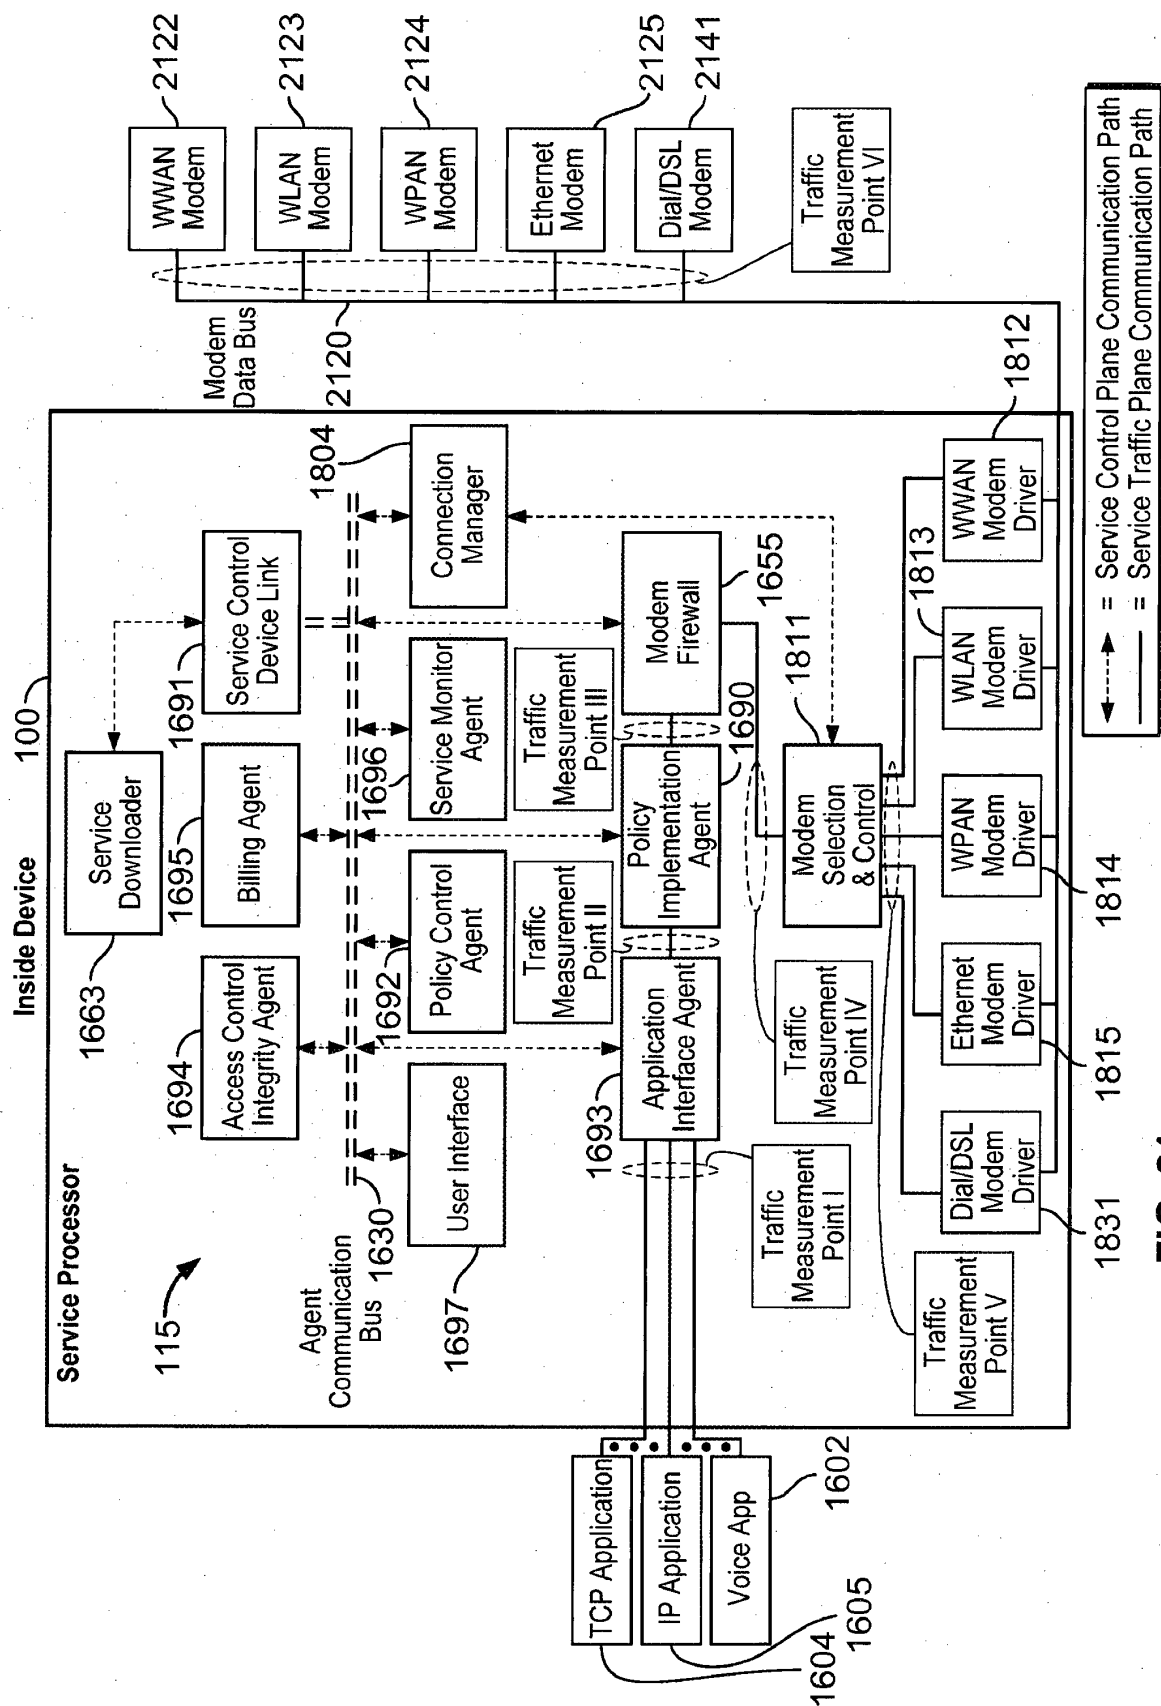 Inside Device
100
Service Processor
115
1663
Service
Downloader
1694
Access Control
Integrity Agent
1695
Billing Agent
1691
Service Control
Device Link
Agent
Communication
Bus
1630
1697
User Interface
1692
Policy Control
Agent
1696
Service Monitor
Agent
1804
Connection
Manager
Traffic
Measurement
Point II
Traffic
Measurement
Point III
1693
Application
Interface Agent
Policy
Implementation
Agent
1690
Modem
Firewall
1655
TCP Application
IP Application
Voice App
1604
1605
1602
Traffic
Measurement
Point I
Traffic
Measurement
Point IV
Modem
Selection
& Control
1811
Traffic
Measurement
Point V
Dial/DSL
Modem
Driver
1831
Ethernet
Modem
Driver
1815
WPAN
Modem
Driver
1814
WLAN
Modem
Driver
1813
WWAN
Modem
Driver
1812
Modem
Data Bus
2120
WWAN
Modem
2122
WLAN
Modem
2123
WPAN
Modem
2124
Ethernet
Modem
2125
Dial/DSL
Modem
2141
Traffic
Measurement
Point VI
= Service Control Plane Communication Path
= Service Traffic Plane Communication Path